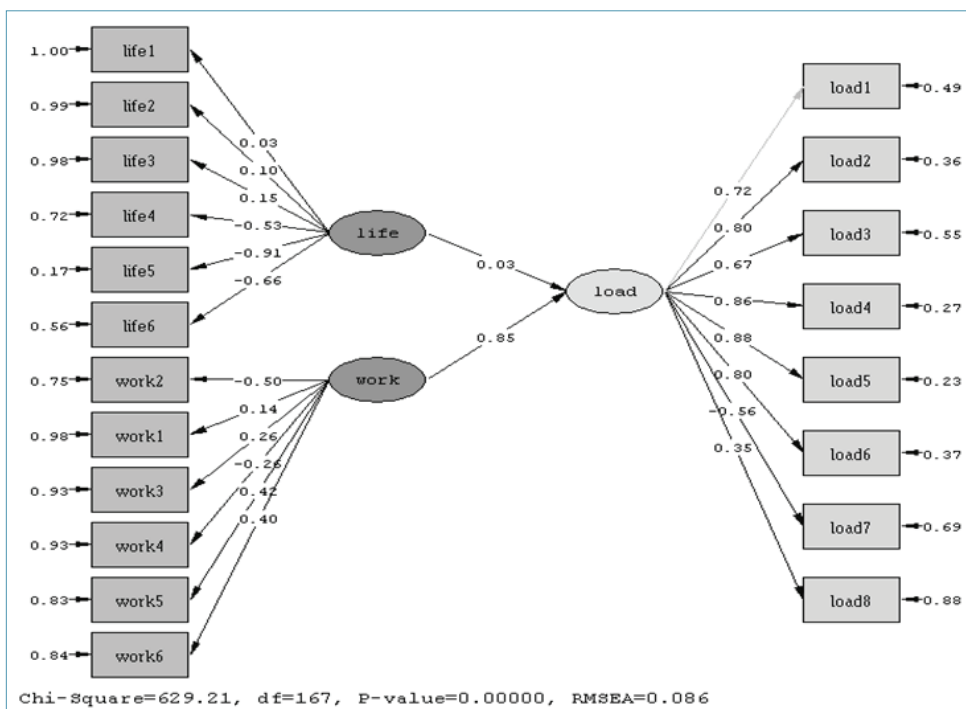 1.00 life1
0.99 life2
0.98 life3
0.72 life4
0.17 life5
0.56 life6
0.75 work2
0.98 work1
0.93 work3
0.93 work4
0.83 work5
0.84 work6
0.03
0.10
0.15
-0.53
-0.91
-0.66
life
-0.50
0.14
0.26
-0.26
0.42
0.40
work
0.03
0.85
load
0.72
0.80
0.67
0.86
0.88
0.80
-0.56
0.35
load1 0.49
load2 0.36
load3 0.55
load4 0.27
load5 0.23
load6 0.37
load7 0.69
load8 0.88
Chi-Square=629.21, df=167, P-value=0.00000, RMSEA=0.086